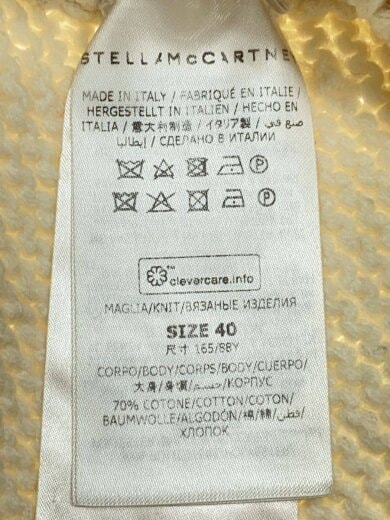 STELLAMcCARTNE
MADE IN ITALY / FABRIQUÉ EN ITALIE /
HERGESTELLT IN ITALIEN / HECHO EN
ITALIA / 意大利制造 / イタリア製 / صنع في
إيطاليا / СДЕЛАНО В ИТАЛИИ
clevercare.info
MAGLIA/KNIT/ВЯЗАНЫЕ ИЗДЕЛИЯ
SIZE 40
尺寸 165/88Y
CORPO/BODY/CORPS/BODY/CUERPO/
大身/身頃/جسم/КОРПУС
70% COTONE/COTTON/COTON/
BAUMWOLLE/ALGODÓN/棉/綿/قطن/
ХЛОПОК